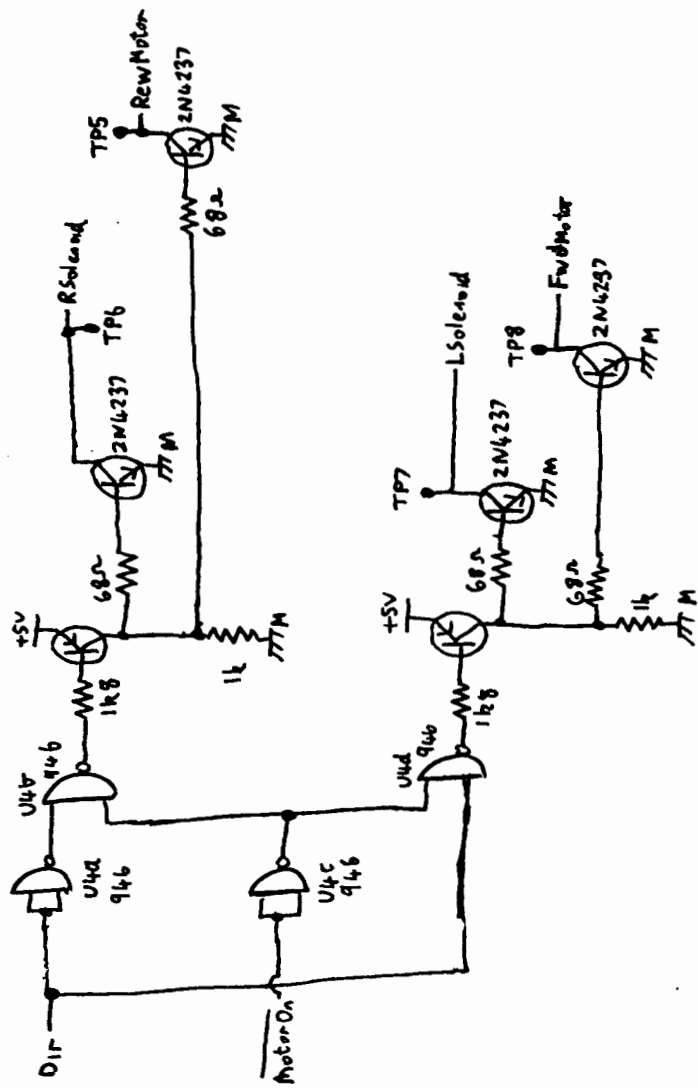 Dir
MotorOn
U4a
946
U4b
946
U4c
946
U4d
946
1k8
+5V
68Ω
1k
M
2N4237
M
RSolenoid
TP6
68Ω
TP5
RewMotor
2N4237
M
1k8
+5V
68Ω
68Ω
1k
M
TP7
LSolenoid
2N4237
M
TP8
FwdMotor
2N4237
M